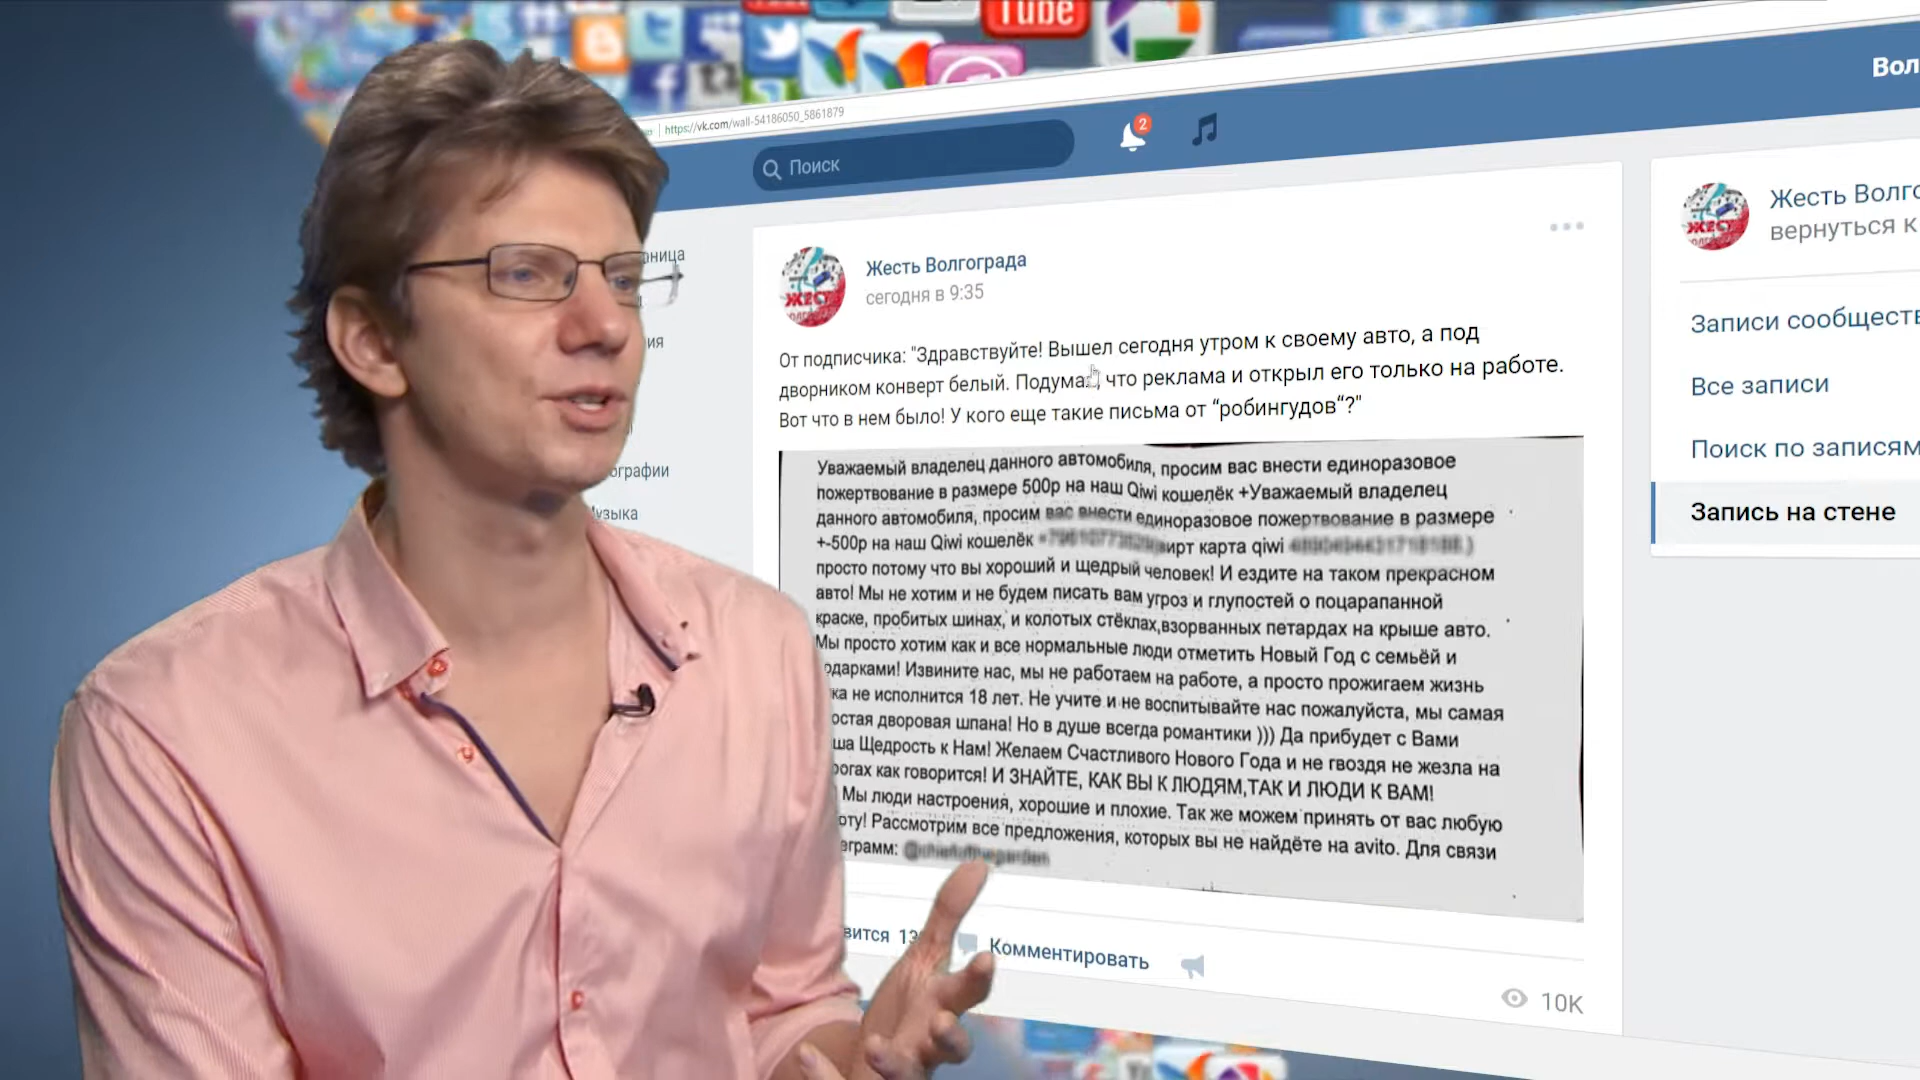 Tube
https://vk.com/wall-54186050_5861879
Вол
Поиск
2
аница
ия
ографии
Музыка
Жесть Волгограда
сегодня в 9:35
От подписчика: "Здравствуйте! Вышел сегодня утром к своему авто, а под
дворником конверт белый. Подумал, что реклама и открыл его только на работе.
Вот что в нем было! У кого еще такие письма от “робингудов“?"
Уважаемый владелец данного автомобиля, просим вас внести единоразовое
пожертвование в размере 500р на наш Qiwi кошелёк +Уважаемый владелец
данного автомобиля, просим вас внести единоразовое пожертвование в размере
+-500р на наш Qiwi кошелёк вирт карта qiwi
просто потому что вы хороший и щедрый человек! И ездите на таком прекрасном
авто! Мы не хотим и не будем писать вам угроз и глупостей о поцарапанной
краске, пробитых шинах, и колотых стёклах,взорванных петардах на крыше авто.
Мы просто хотим как и все нормальные люди отметить Новый Год с семьёй и
одарками! Извините нас, мы не работаем на работе, а просто прожигаем жизнь
ка не исполнится 18 лет. Не учите и не воспитывайте нас пожалуйста, мы самая
остая дворовая шпана! Но в душе всегда романтики ))) Да прибудет с Вами
ша Щедрость к Нам! Желаем Счастливого Нового Года и не гвоздя не жезла на
рогах как говорится! И ЗНАЙТЕ, КАК ВЫ К ЛЮДЯМ,ТАК И ЛЮДИ К ВАМ!
Мы люди настроения, хорошие и плохие. Так же можем принять от вас любую
оту! Рассмотрим все предложения, которых вы не найдёте на avito. Для связи
еграмм:
вится 13
Комментировать
10K
Жесть Волго
вернуться к
Записи сообществ
Все записи
Поиск по записям
Запись на стене